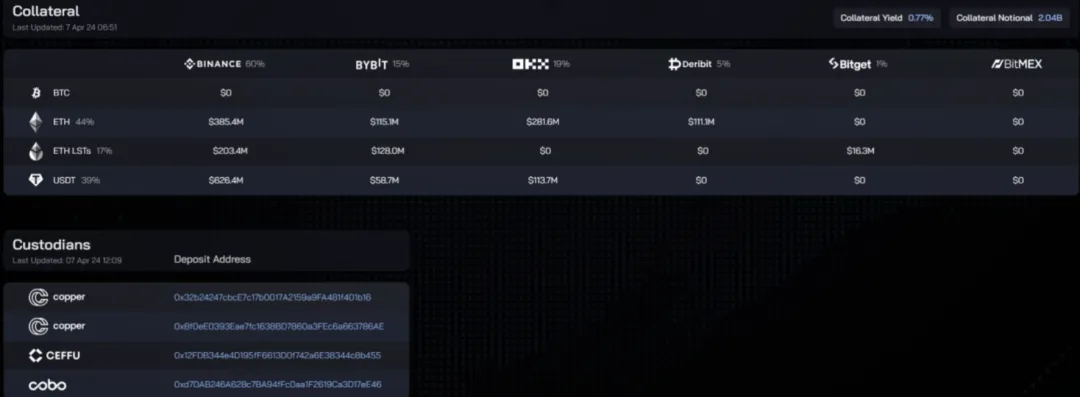 Collateral
Last Updated: 7 Apr 24 06:51
Collateral Yield 0.77% Collateral Notional 2.04B
BINANCE 60% BYBIT 15% OKX 19% Deribit 5% Bitget 1% BitMEX
BTC $0 $0 $0 $0 $0 $0
ETH 44% $385.4M $115.1M $281.6M $111.1M $0 $0
ETH LSTs 17% $203.4M $128.0M $0 $0 $16.3M $0
USDT 39% $626.4M $58.7M $113.7M $0 $0 $0
Custodians
Last Updated: 07 Apr 24 12:09
Deposit Address
copper 0x32b24247cbcE7c17b0017A2159a9FA481f401b16
copper 0x8f0eE0393Eae7fc1638BD7860a3FEc6a663786AE
CEFFU 0x12FDB344e4D195fF6613D0f742a6E38344c8b455
cobo 0xd7DAB246A628c7BA94fFc0aa1F2619Ca3D17eE46